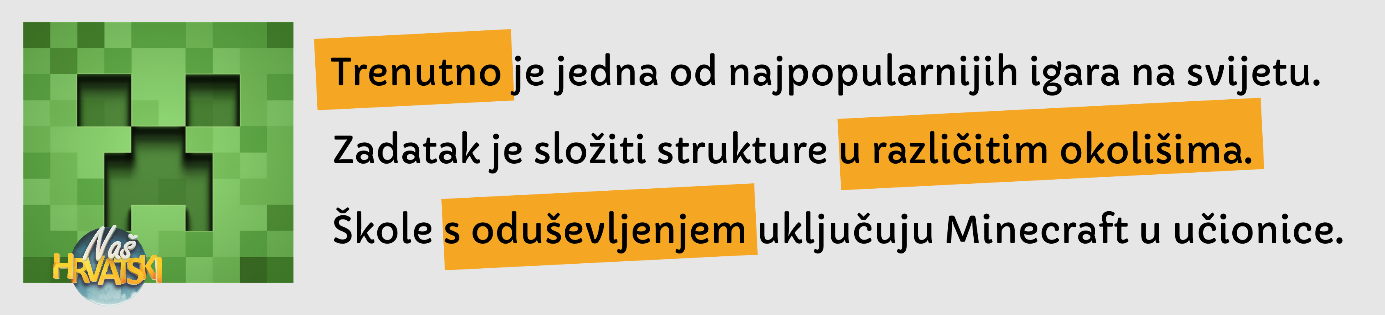 Trenutno je jedna od najpopularnijih igara na svijetu.
Zadatak je složiti strukture u različitim okolišima.
Škole s oduševljenjem uključuju Minecraft u učionice.
Naš
HRVATSKI